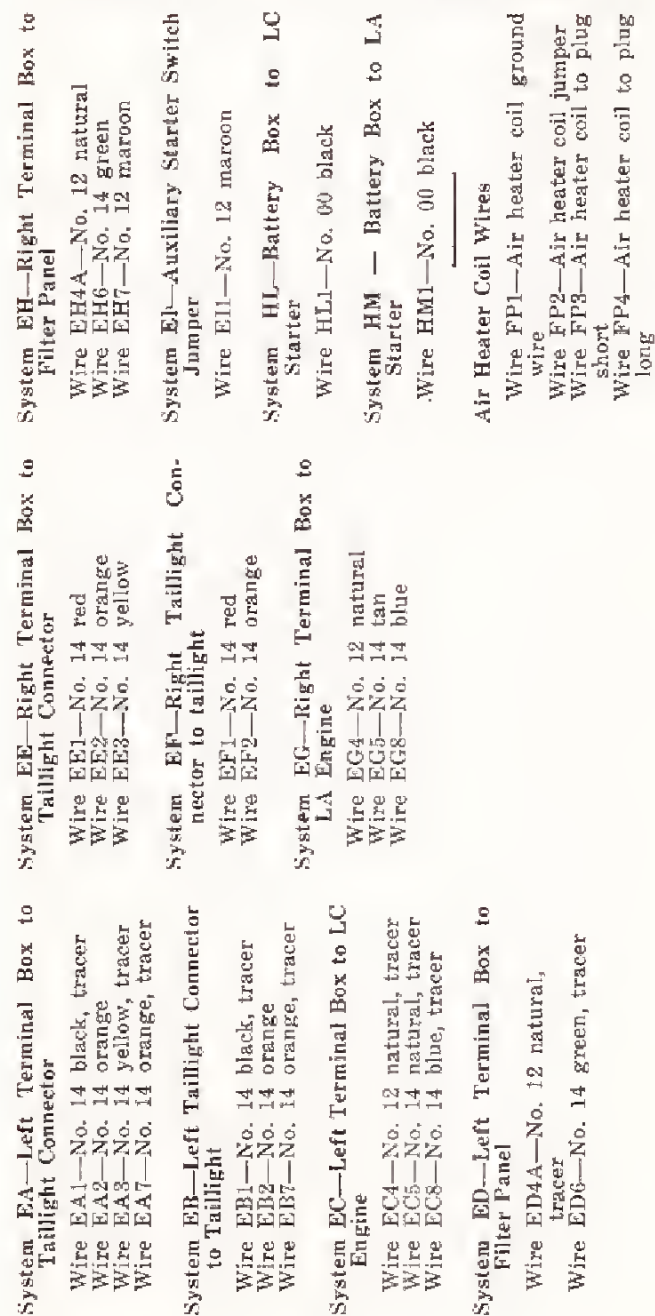 System EA—Left Terminal Box to
Taillight Connector
Wire EA1—No. 14 black, tracer
Wire EA2—No. 14 orange
Wire EA3—No. 14 yellow, tracer
Wire EA7—No. 14 orange, tracer
System EB—Left Taillight Connector
to Taillight
Wire EB1—No. 14 black, tracer
Wire EB2—No. 14 orange
Wire EB7—No. 14 orange, tracer
System EC—Left Terminal Box to LC
Engine
Wire EC4—No. 12 natural, tracer
Wire EC5—No. 14 natural, tracer
Wire EC8—No. 14 blue, tracer
System ED—Left Terminal Box to
Filter Panel
Wire ED4A—No. 12 natural,
tracer
Wire ED6—No. 14 green, tracer
System EE—Right Terminal Box to
Taillight Connector
Wire EE1—No. 14 red
Wire EE2—No. 14 orange
Wire EE3—No. 14 yellow
System EF—Right Taillight Con-
nector to taillight
Wire EF1—No. 14 red
Wire EF2—No. 14 orange
System EG—Right Terminal Box to
LA Engine
Wire EG4—No. 12 natural
Wire EG5—No. 14 tan
Wire EG8—No. 14 blue
System EH—Right Terminal Box to
Filter Panel
Wire EH4A—No. 12 natural
Wire EH6—No. 14 green
Wire EH7—No. 12 maroon
System EI—Auxiliary Starter Switch
Jumper
Wire EI1—No. 12 maroon
System HL—Battery Box to LC
Starter
Wire HL1—No. 00 black
System HM — Battery Box to LA
Starter
.Wire HM1—No. 00 black
Air Heater Coil Wires
Wire FP1—Air heater coil ground
wire
Wire FP2—Air heater coil jumper
Wire FP3—Air heater coil to plug
short
Wire FP4—Air heater coil to plug
long